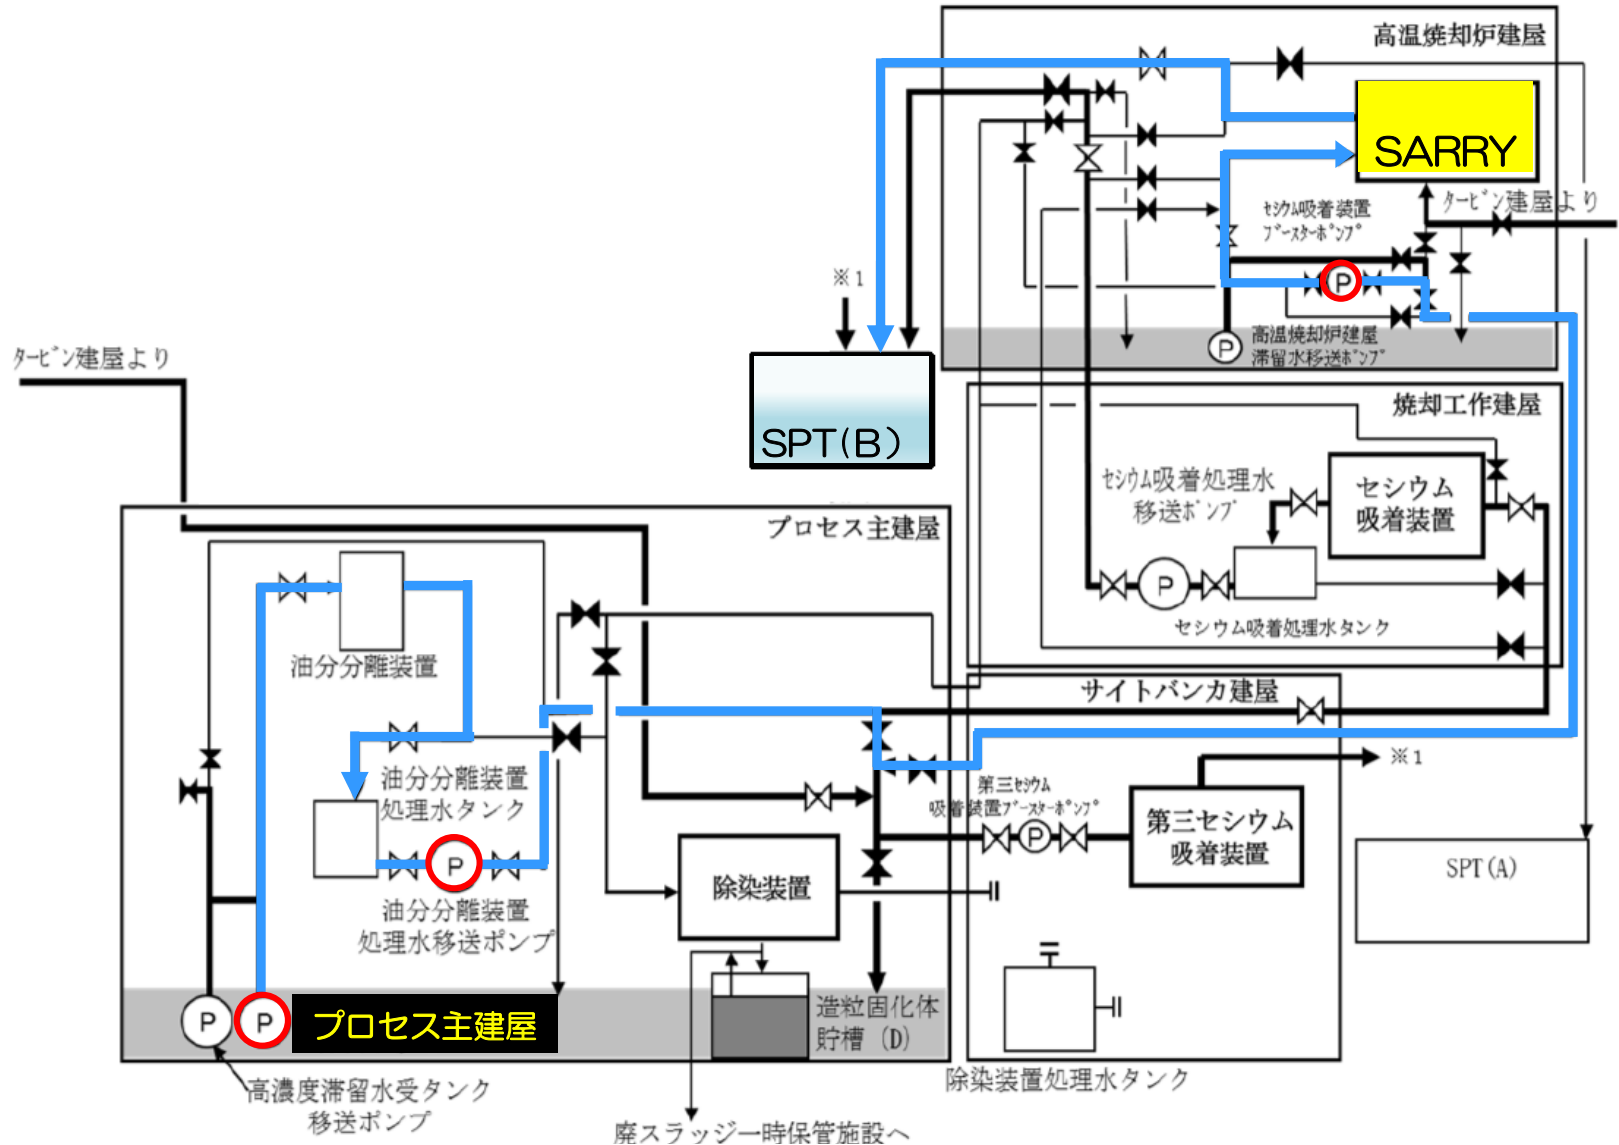 高温焼却炉建屋
SARRY
タービン建屋より
セシウム吸着装置
ブースターポンプ
P
※1
高温焼却炉建屋
滞留水移送ポンプ
P
タービン建屋より
SPT(B)
焼却工作建屋
セシウム吸着処理水
移送ポンプ
セシウム
吸着装置
P
セシウム吸着処理水タンク
プロセス主建屋
油分分離装置
サイトバンカ建屋
※1
油分分離装置
処理水タンク
第三セシウム
吸着装置ブースターポンプ
P
第三セシウム
吸着装置
P
除染装置
SPT(A)
油分分離装置
処理水移送ポンプ
P
P
プロセス主建屋
造粒固化体
貯槽(D)
高濃度滞留水受タンク
移送ポンプ
除染装置処理水タンク
廃スラッジ一時保管施設へ